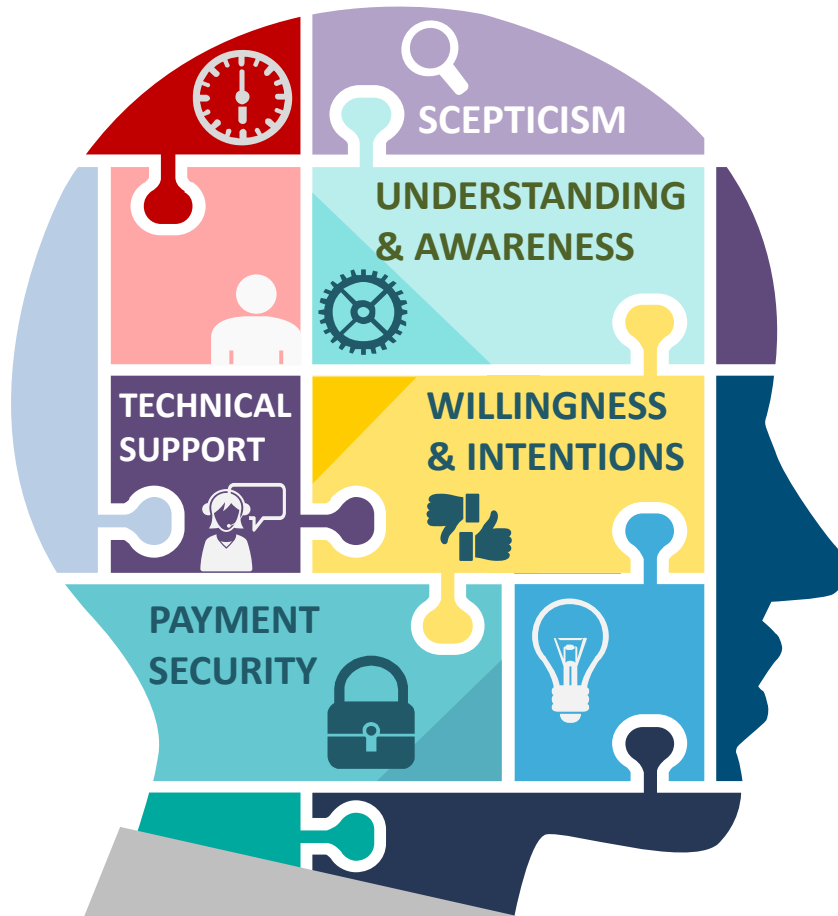 SCEPTICISM
UNDERSTANDING
& AWARENESS
TECHNICAL
SUPPORT
WILLINGNESS
& INTENTIONS
PAYMENT
SECURITY